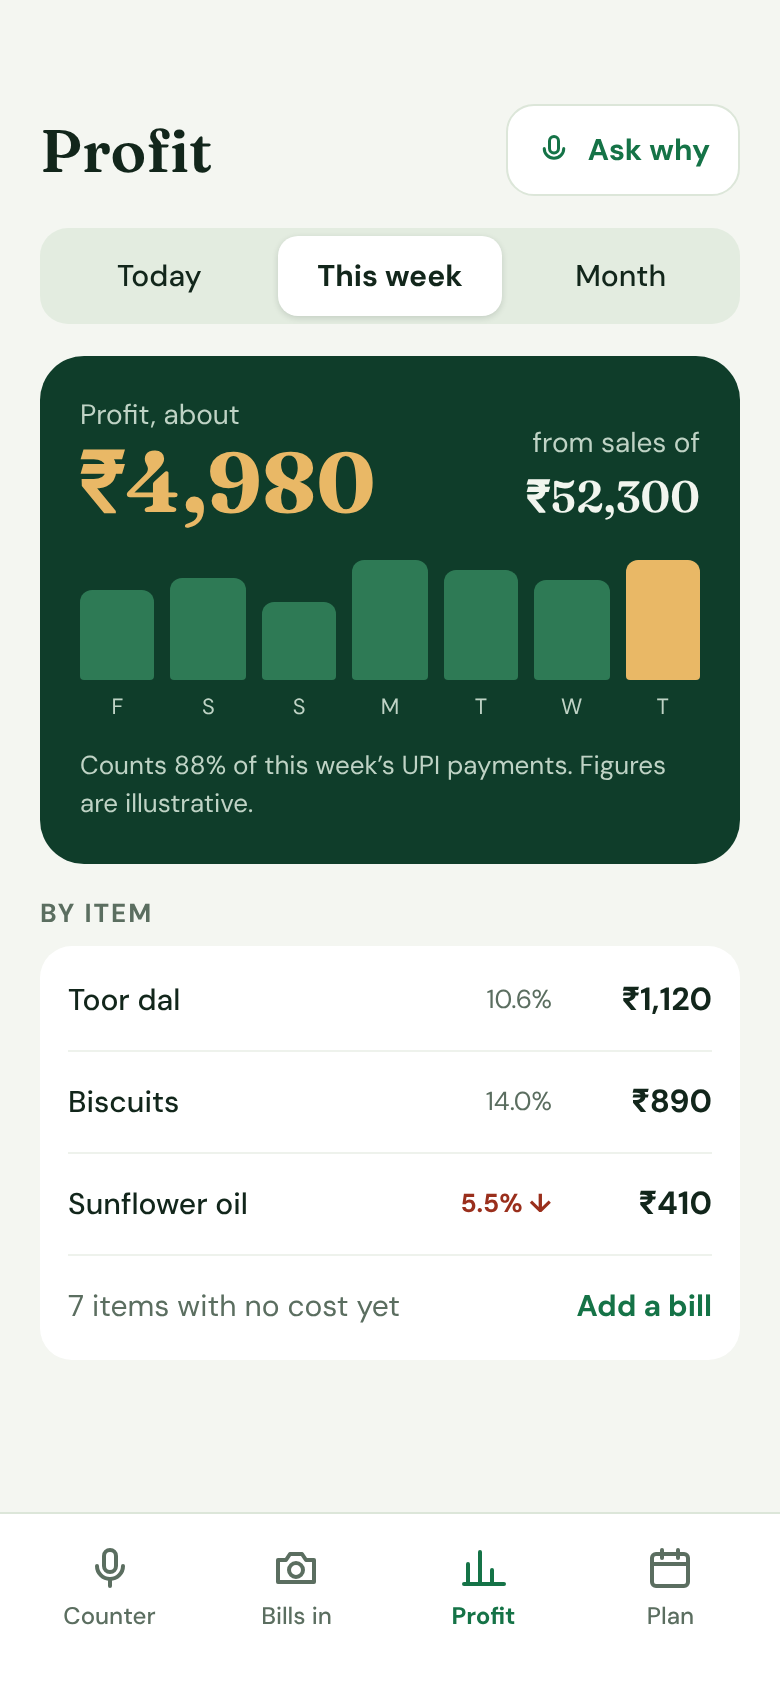 Profit
Ask why
Today
This week
Month
Profit, about
₹4,980
from sales of
₹52,300
F S S M T W T
Counts 88% of this week’s UPI payments. Figures
are illustrative.
BY ITEM
Toor dal 10.6% ₹1,120
Biscuits 14.0% ₹890
Sunflower oil 5.5% ↓ ₹410
7 items with no cost yet Add a bill
Counter
Bills in
Profit
Plan